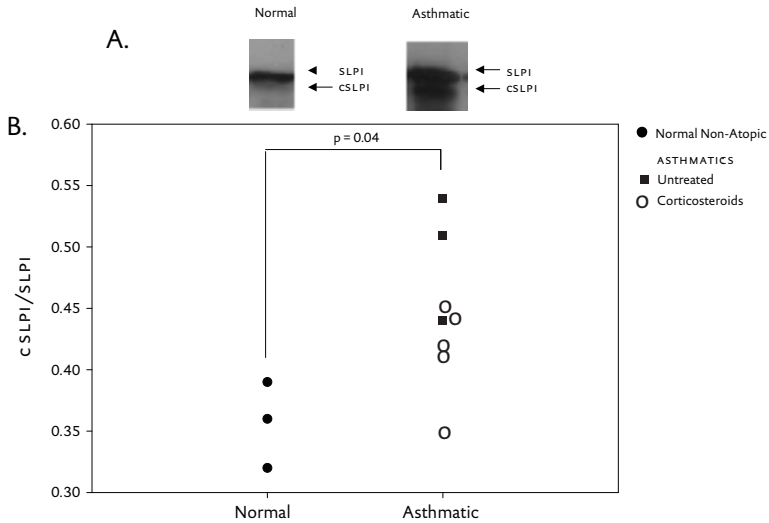 Normal
Asthmatic
A.
SLPI
cSLPI
SLPI
cSLPI
B.
0.60
0.55
0.50
0.45
0.40
0.35
0.30
cSLPI/SLPI
p = 0.04
Normal
Asthmatic
Normal Non-Atopic
ASTHMATICS
Untreated
Corticosteroids